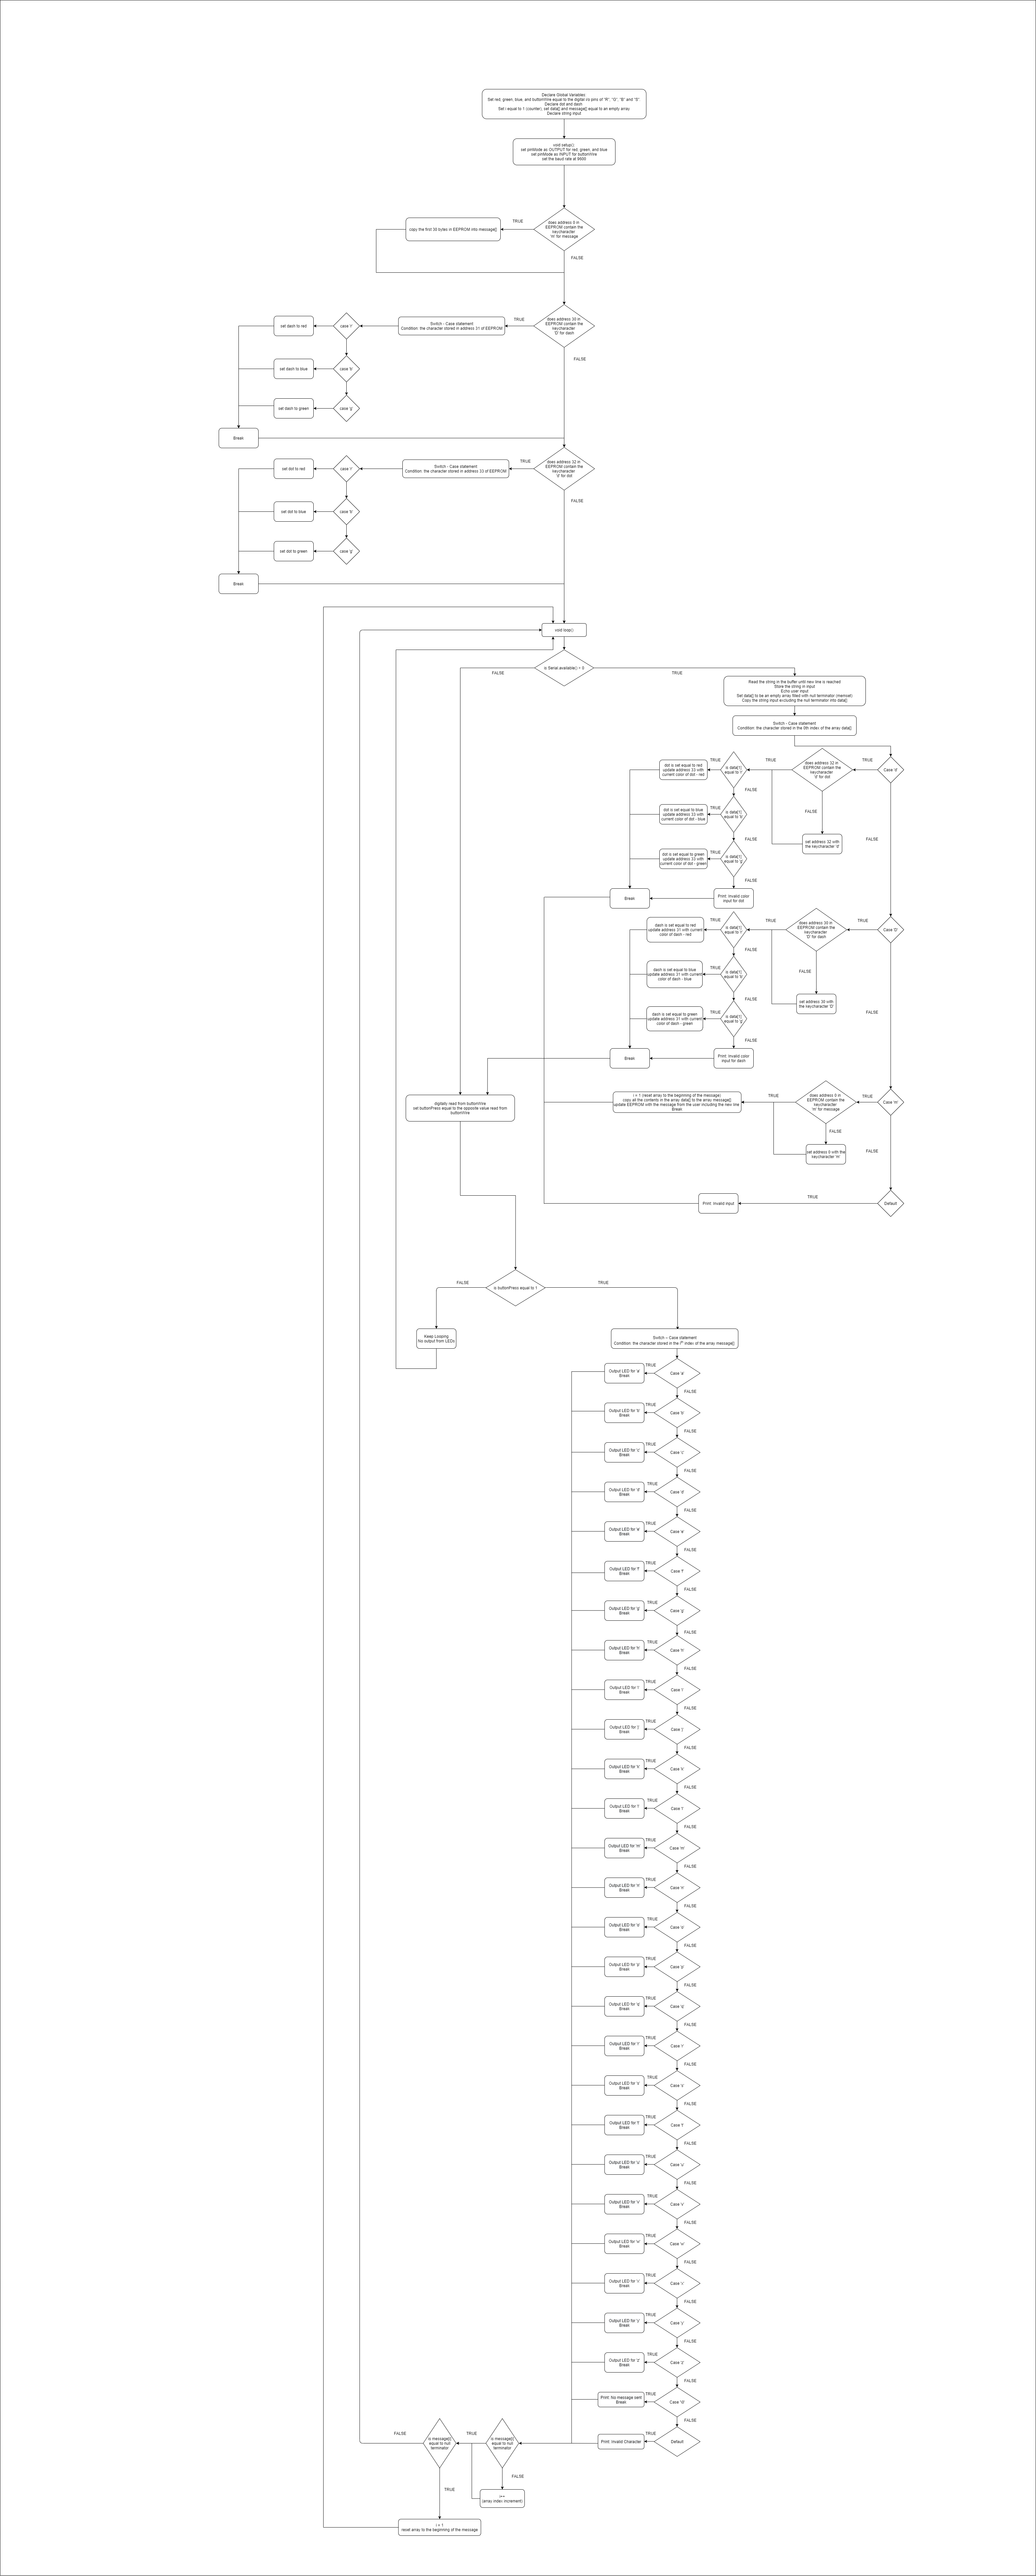 Declare Global Variables
Set red, green, blue, and buttonWire equal to the digital I/o pins of "R", "G", "B" and "S"
Declare dot and dash
Set i equal to 1 (counter), set data[] and message[] equal to an empty array
Declare string input
void setup()
set pinMode as OUTPUT for red, green, and blue
set pinMode as INPUT for buttonWire
set the baud rate at 9600
does address 0 in
EEPROM contain the
keycharacter
'm' for message
TRUE
copy the first 30 bytes in EEPROM into message[]
FALSE
does address 30 in
EEPROM contain the
keycharacter
'D' for dash
TRUE
Switch - Case statement
Condition: the character stored in address 31 of EEPROM
case 'r'
set dash to red
FALSE
case 'b'
set dash to blue
case 'g'
set dash to green
Break
does address 32 in
EEPROM contain the
keycharacter
'd' for dot
TRUE
Switch - Case statement
Condition: the character stored in address 33 of EEPROM
case 'r'
set dot to red
FALSE
case 'b'
set dot to blue
case 'g'
set dot to green
Break
void loop()
is Serial.available() > 0
FALSE
TRUE
Read the string in the buffer until new line is reached
Store the string in input
Echo user input
Set data[] to be an empty array filled with null terminator (memset)
Copy the string input excluding the null terminator into data[]
Switch - Case statement
Condition: the character stored in the 0th index of the array data[]
Case 'd'
TRUE
does address 32 in
EEPROM contain the
keycharacter
'd' for dot
TRUE
is data[1]
equal to 'r'
TRUE
dot is set equal to red
update address 33 with
current color of dot - red
FALSE
FALSE
set address 32 with
the keycharacter 'd'
FALSE
is data[1]
equal to 'b'
TRUE
dot is set equal to blue
update address 33 with
current color of dot - blue
FALSE
is data[1]
equal to 'g'
TRUE
dot is set equal to green
update address 33 with
current color of dot - green
FALSE
Print: invalid color
input for dot
Break
Case 'D'
TRUE
does address 30 in
EEPROM contain the
keycharacter
'D' for dash
TRUE
is data[1]
equal to 'r'
TRUE
dash is set equal to red
update address 31 with current
color of dash - red
FALSE
FALSE
set address 30 with
the keycharacter 'D'
FALSE
is data[1]
equal to 'b'
TRUE
dash is set equal to blue
update address 31 with current
color of dash - blue
FALSE
is data[1]
equal to 'g'
TRUE
dash is set equal to green
update address 31 with current
color of dash - green
FALSE
Print: invalid color
input for dash
Break
Case 'm'
TRUE
does address 0 in
EEPROM contain the
keycharacter
'm' for message
TRUE
i = 1 (reset array to the beginning of the message)
copy all the contents in the array data[] to the array message[]
update EEPROM with the message from the user including the new line
Break
FALSE
set address 0 with the
keycharacter 'm'
FALSE
Default
TRUE
Print: invalid input
digitally read from buttonWire
set buttonPress equal to the opposite value read from
buttonWire
is buttonPress equal to 1
FALSE
TRUE
Keep Looping
No output from LEDs
Switch – Case statement
Condition: the character stored in the ith index of the array message[]
Case 'a'
TRUE
Output LED for 'a'
Break
FALSE
Case 'b'
TRUE
Output LED for 'b'
Break
FALSE
Case 'c'
TRUE
Output LED for 'c'
Break
FALSE
Case 'd'
TRUE
Output LED for 'd'
Break
FALSE
Case 'e'
TRUE
Output LED for 'e'
Break
FALSE
Case 'f'
TRUE
Output LED for 'f'
Break
FALSE
Case 'g'
TRUE
Output LED for 'g'
Break
FALSE
Case 'h'
TRUE
Output LED for 'h'
Break
FALSE
Case 'i'
TRUE
Output LED for 'i'
Break
FALSE
Case 'j'
TRUE
Output LED for 'j'
Break
FALSE
Case 'k'
TRUE
Output LED for 'k'
Break
FALSE
Case 'l'
TRUE
Output LED for 'l'
Break
FALSE
Case 'm'
TRUE
Output LED for 'm'
Break
FALSE
Case 'n'
TRUE
Output LED for 'n'
Break
FALSE
Case 'o'
TRUE
Output LED for 'o'
Break
FALSE
Case 'p'
TRUE
Output LED for 'p'
Break
FALSE
Case 'q'
TRUE
Output LED for 'q'
Break
FALSE
Case 'r'
TRUE
Output LED for 'r'
Break
FALSE
Case 's'
TRUE
Output LED for 's'
Break
FALSE
Case 't'
TRUE
Output LED for 't'
Break
FALSE
Case 'u'
TRUE
Output LED for 'u'
Break
FALSE
Case 'v'
TRUE
Output LED for 'v'
Break
FALSE
Case 'w'
TRUE
Output LED for 'w'
Break
FALSE
Case 'x'
TRUE
Output LED for 'x'
Break
FALSE
Case 'y'
TRUE
Output LED for 'y'
Break
FALSE
Case 'z'
TRUE
Output LED for 'z'
Break
FALSE
Case '\0'
TRUE
Print: No message sent
Break
FALSE
Default
TRUE
Print: Invalid Character
is message[i]
equal to null
terminator
TRUE
FALSE
i++
(array index increment)
is message[i]
equal to null
terminator
FALSE
TRUE
i = 1
reset array to the beginning of the message